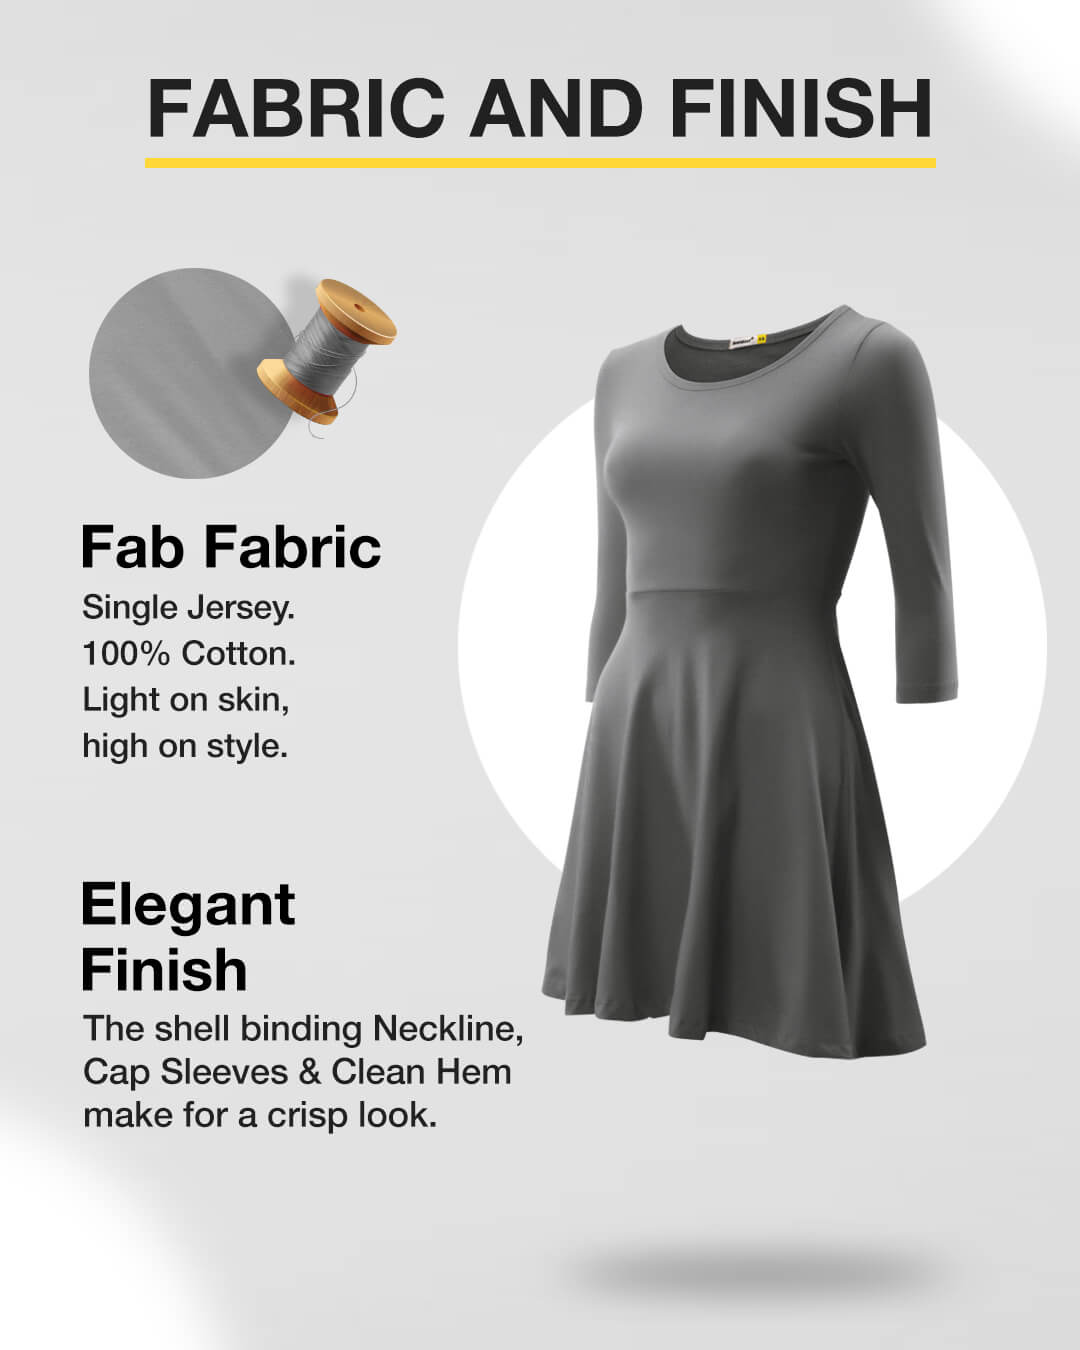 FABRIC AND FINISH
Fab Fabric
Single Jersey.
100% Cotton.
Light on skin,
high on style.
Elegant
Finish
The shell binding Neckline,
Cap Sleeves & Clean Hem
make for a crisp look.